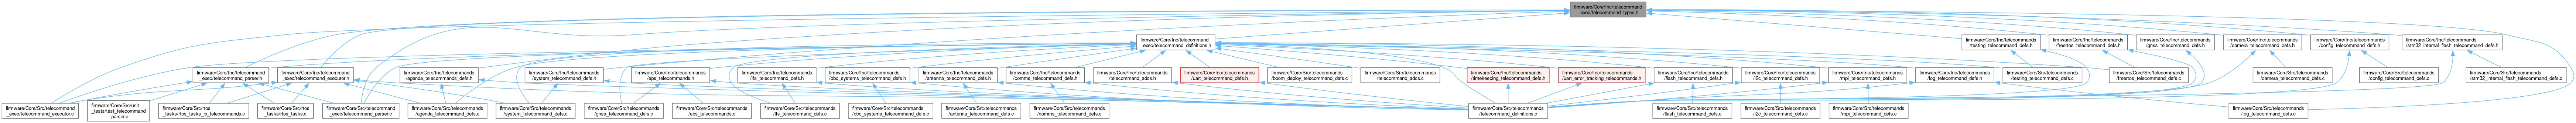 firmware/Core/Inc/telecommand
_exec/telecommand_types.h
firmware/Core/Inc/telecommand
_exec/telecommand_definitions.h
firmware/Core/Inc/telecommands
/testing_telecommand_defs.h
firmware/Core/Inc/telecommands
/freertos_telecommand_defs.h
firmware/Core/Inc/telecommands
/gnss_telecommand_defs.h
firmware/Core/Inc/telecommands
/camera_telecommand_defs.h
firmware/Core/Inc/telecommands
/config_telecommand_defs.h
firmware/Core/Inc/telecommands
/stm32_internal_flash_telecommand_defs.h
firmware/Core/Inc/telecommand
_exec/telecommand_parser.h
firmware/Core/Inc/telecommand
_exec/telecommand_executor.h
firmware/Core/Inc/telecommands
/agenda_telecommands_defs.h
firmware/Core/Inc/telecommands
/system_telecommand_defs.h
firmware/Core/Inc/telecommands
/eps_telecommands.h
firmware/Core/Inc/telecommands
/lfs_telecommand_defs.h
firmware/Core/Inc/telecommands
/obc_systems_telecommand_defs.h
firmware/Core/Inc/telecommands
/antenna_telecommand_defs.h
firmware/Core/Inc/telecommands
/comms_telecommand_defs.h
firmware/Core/Inc/telecommands
/telecommand_adcs.h
firmware/Core/Inc/telecommands
/uart_telecommand_defs.h
firmware/Core/Src/telecommands
/boom_deploy_telecommand_defs.c
firmware/Core/Src/telecommands
/telecommand_adcs.c
firmware/Core/Inc/telecommands
/timekeeping_telecommand_defs.h
firmware/Core/Inc/telecommands
/uart_error_tracking_telecommands.h
firmware/Core/Inc/telecommands
/flash_telecommand_defs.h
firmware/Core/Inc/telecommands
/i2c_telecommand_defs.h
firmware/Core/Inc/telecommands
/mpi_telecommand_defs.h
firmware/Core/Inc/telecommands
/log_telecommand_defs.h
firmware/Core/Src/telecommands
/testing_telecommand_defs.c
firmware/Core/Src/telecommands
/freertos_telecommand_defs.c
firmware/Core/Src/telecommands
/camera_telecommand_defs.c
firmware/Core/Src/telecommands
/config_telecommand_defs.c
firmware/Core/Src/telecommands
/stm32_internal_flash_telecommand_defs.c
firmware/Core/Src/telecommand
_exec/telecommand_executor.c
firmware/Core/Src/unit
_tests/test_telecommand
_parser.c
firmware/Core/Src/rtos
_tasks/rtos_tasks_rx_telecommands.c
firmware/Core/Src/rtos
_tasks/rtos_tasks.c
firmware/Core/Src/telecommand
_exec/telecommand_parser.c
firmware/Core/Src/telecommands
/agenda_telecommand_defs.c
firmware/Core/Src/telecommands
/system_telecommand_defs.c
firmware/Core/Src/telecommands
/gnss_telecommand_defs.c
firmware/Core/Src/telecommands
/eps_telecommands.c
firmware/Core/Src/telecommands
/lfs_telecommand_defs.c
firmware/Core/Src/telecommands
/obc_systems_telecommand_defs.c
firmware/Core/Src/telecommands
/antenna_telecommand_defs.c
firmware/Core/Src/telecommands
/comms_telecommand_defs.c
firmware/Core/Src/telecommands
/telecommand_definitions.c
firmware/Core/Src/telecommands
/flash_telecommand_defs.c
firmware/Core/Src/telecommands
/i2c_telecommand_defs.c
firmware/Core/Src/telecommands
/mpi_telecommand_defs.c
firmware/Core/Src/telecommands
/log_telecommand_defs.c